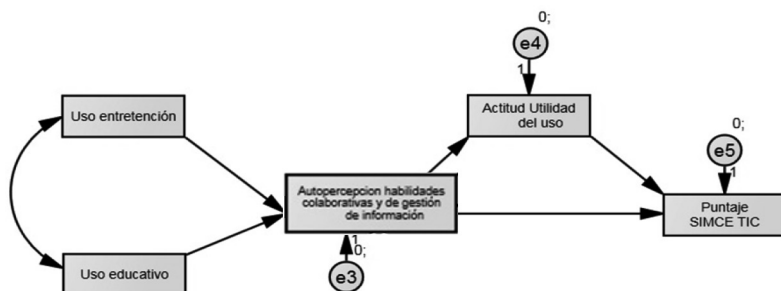 0;
e4
1
Uso entretención
Actitud Utilidad
del uso
0;
e5
1
Autopercepcion habilidades
colaborativas y de gestión
de información
Puntaje
SIMCE TIC
1
0;
e3
Uso educativo